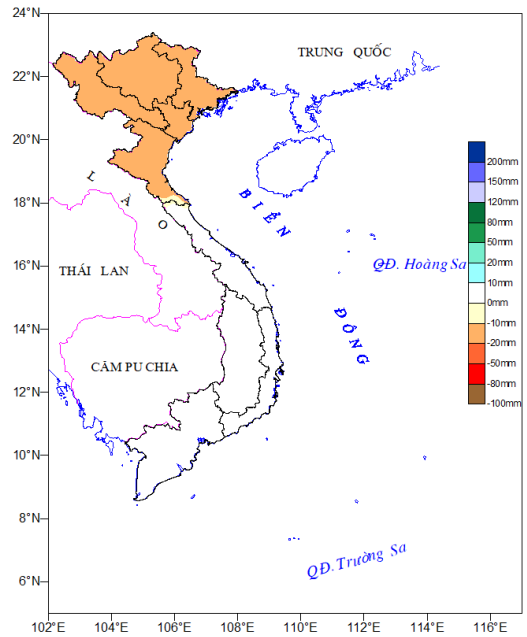 24°N
22°N
20°N
18°N
16°N
14°N
12°N
10°N
8°N
6°N
102°E 104°E 106°E 108°E 110°E 112°E 114°E 116°E
TRUNG QUỐC
LÀO
BIỂN
ĐÔNG
THÁI LAN
QĐ. Hoàng Sa
CĂM PU CHIA
QĐ. Trường Sa
200mm
150mm
120mm
80mm
50mm
20mm
10mm
0mm
-10mm
-20mm
-50mm
-80mm
-100mm